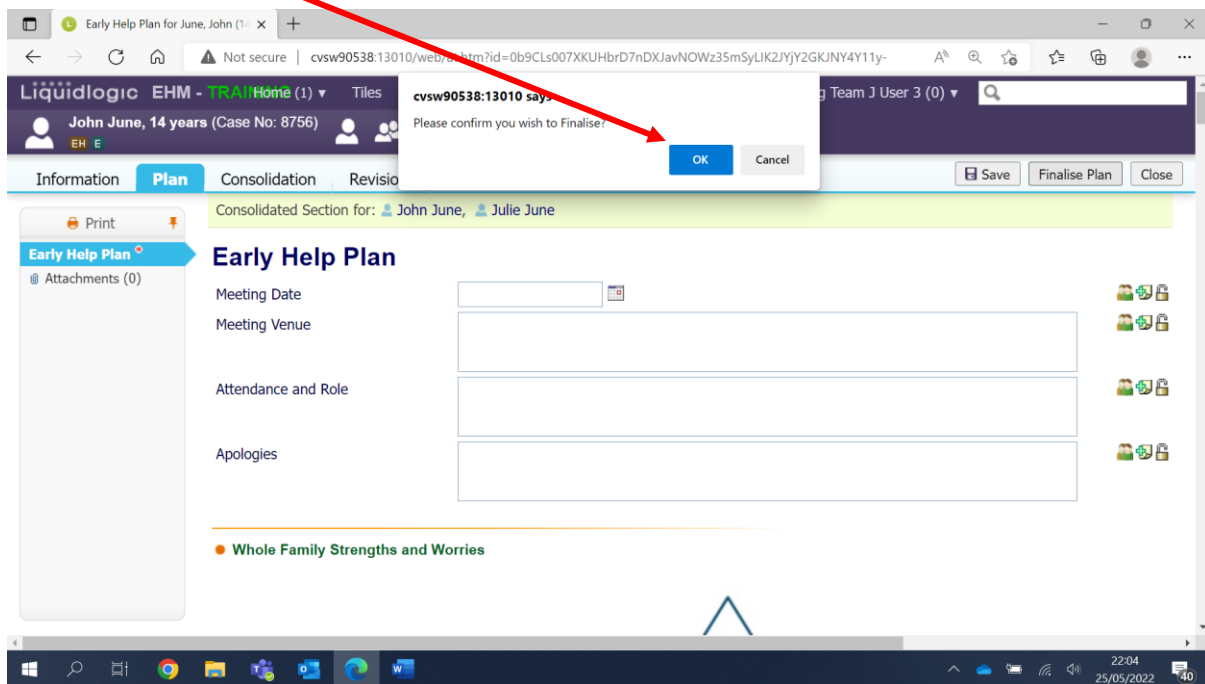 Early Help Plan for June, John (14
Not secure | cvsw90538:13010/web/
.htm?id=0b9CLs007XKUHbrD7nDXJavNOWz35mSyLIK2JYjY2GKJNY4Y11y-
Liquidlogic EHM - TRAI
Home (1) Tiles
g Team J User 3 (0)
John June, 14 years (Case No: 8756)
EH E
cvsw90538:13010 says
Please confirm you wish to Finalise?
OK Cancel
Information Plan Consolidation Revisio
Save Finalise Plan Close
Print
Consolidated Section for: John June, Julie June
Early Help Plan
Attachments (0)
Early Help Plan
Meeting Date
Meeting Venue
Attendance and Role
Apologies
Whole Family Strengths and Worries
22:04
25/05/2022
40